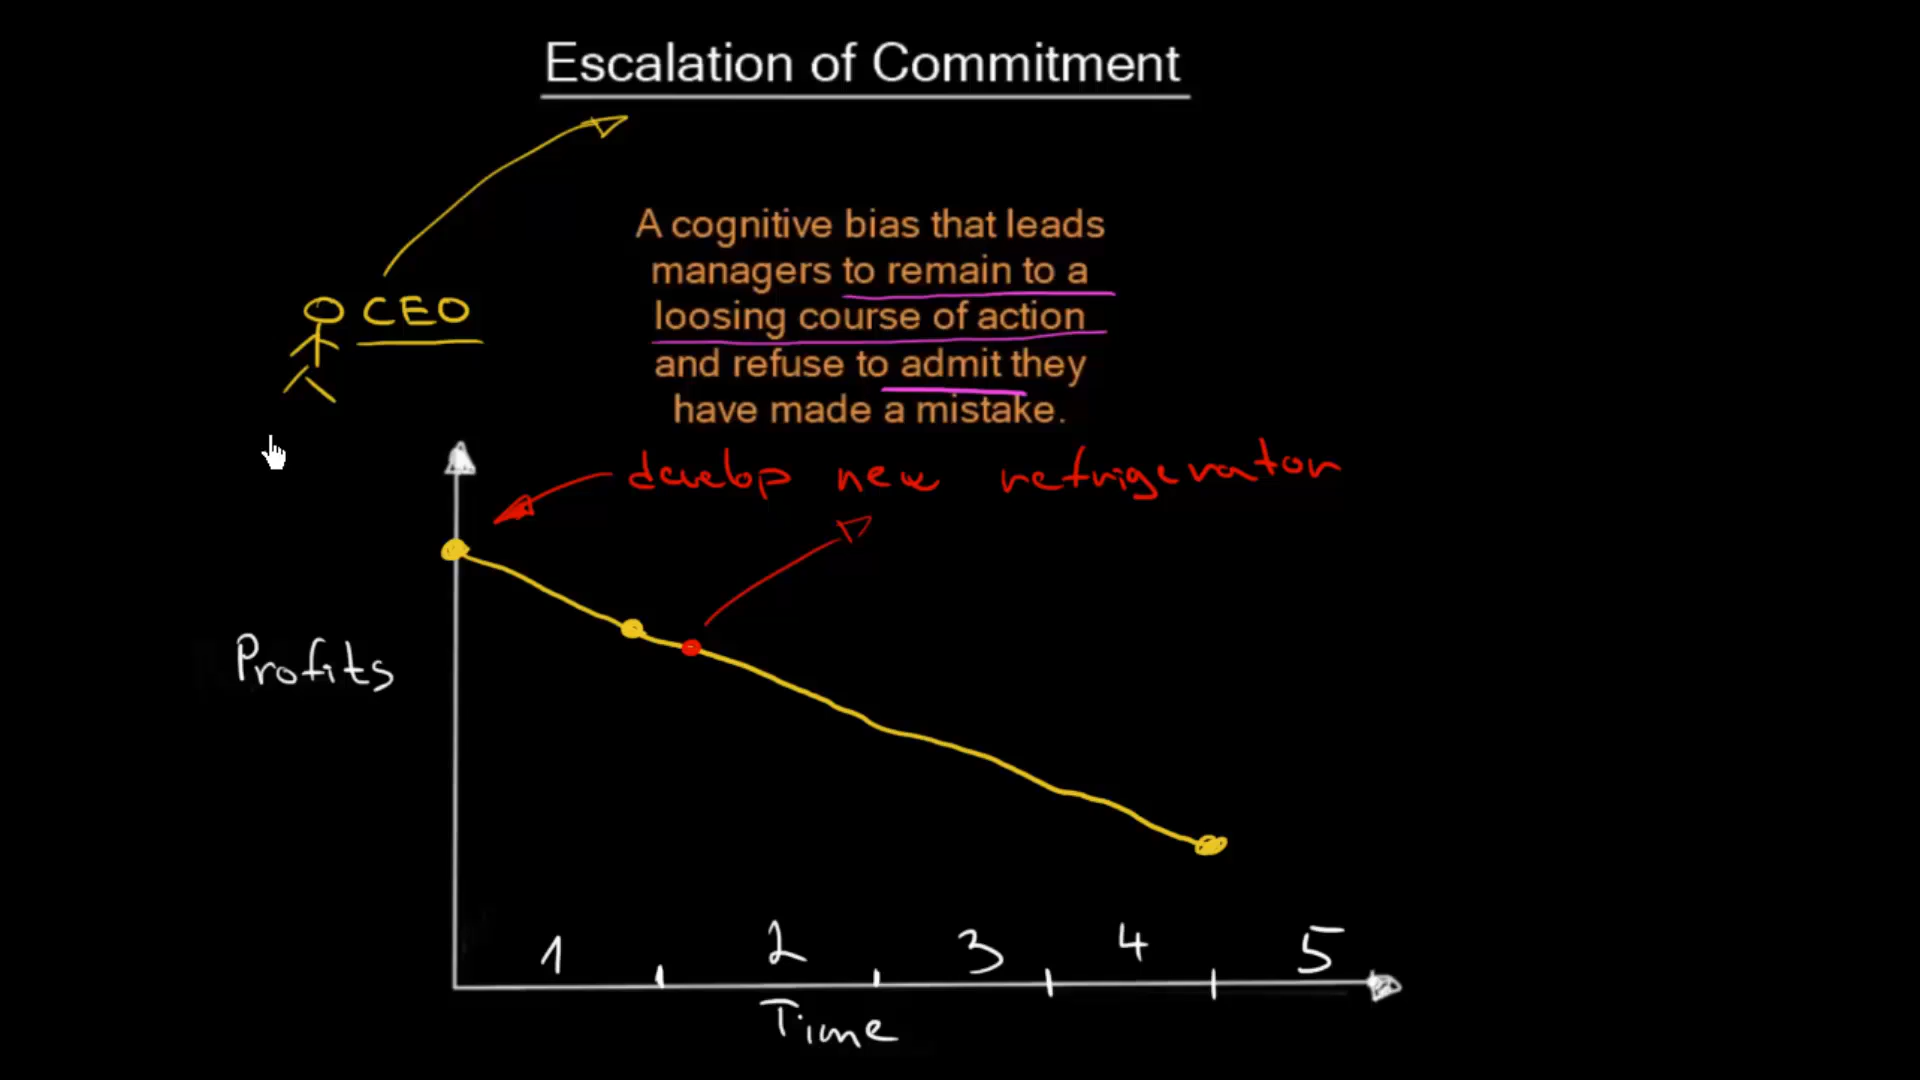 Escalation of Commitment
A cognitive bias that leads
managers to remain to a
loosing course of action
and refuse to admit they
have made a mistake.
CEO
develop new refrigerator
Profits
1 2 3 4 5
Time